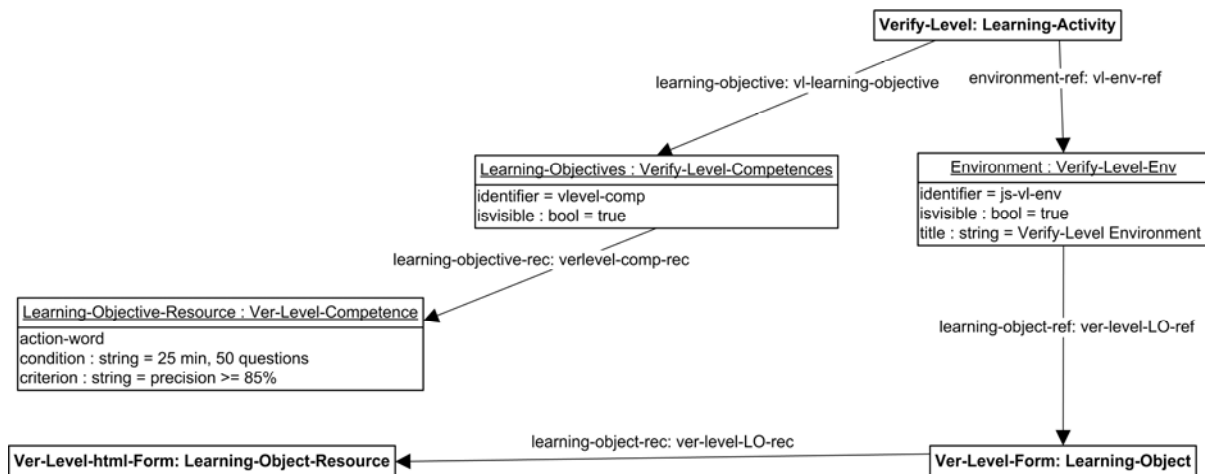 Verify-Level: Learning-Activity
learning-objective: vl-learning-objective
environment-ref: vl-env-ref
Learning-Objectives : Verify-Level-Competences
identifier = vlevel-comp
isvisible : bool = true
Environment : Verify-Level-Env
identifier = js-vl-env
isvisible : bool = true
title : string = Verify-Level Environment
learning-objective-rec: verlevel-comp-rec
Learning-Objective-Resource : Ver-Level-Competence
action-word
condition : string = 25 min, 50 questions
criterion : string = precision >= 85%
learning-object-ref: ver-level-LO-ref
learning-object-rec: ver-level-LO-rec
Ver-Level-html-Form: Learning-Object-Resource
Ver-Level-Form: Learning-Object